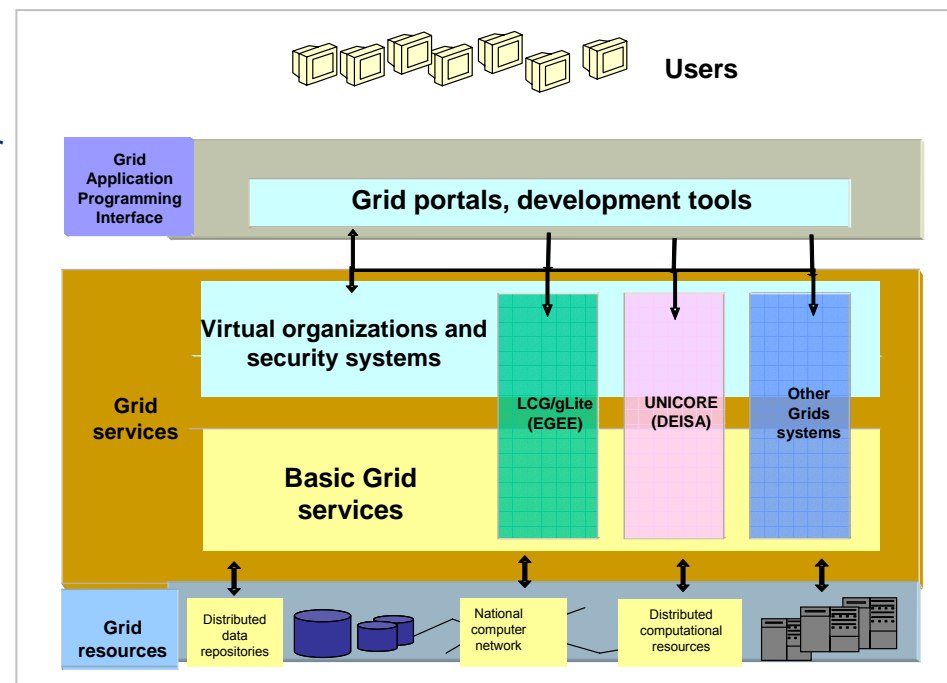 Users
Grid
Application
Programming
Interface
Grid portals, development tools
Virtual organizations and
security systems
Grid
services
LCG/gLite
(EGEE)
UNICORE
(DEISA)
Other
Grids
systems
Basic Grid
services
Grid
resources
Distributed
data
repositories
National
computer
network
Distributed
computational
resources